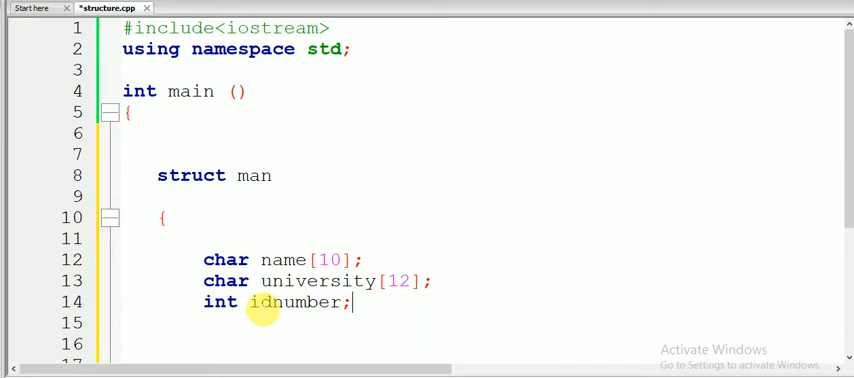 Start here
*structure.cpp
1 #include<iostream>
2 using namespace std;
3
4 int main ()
5 {
6
7
8 struct man
9
10 {
11
12 char name[10];
13 char university[12];
14 int idnumber;
15
16
17
Activate Windows
Go to Settings to activate Windows.